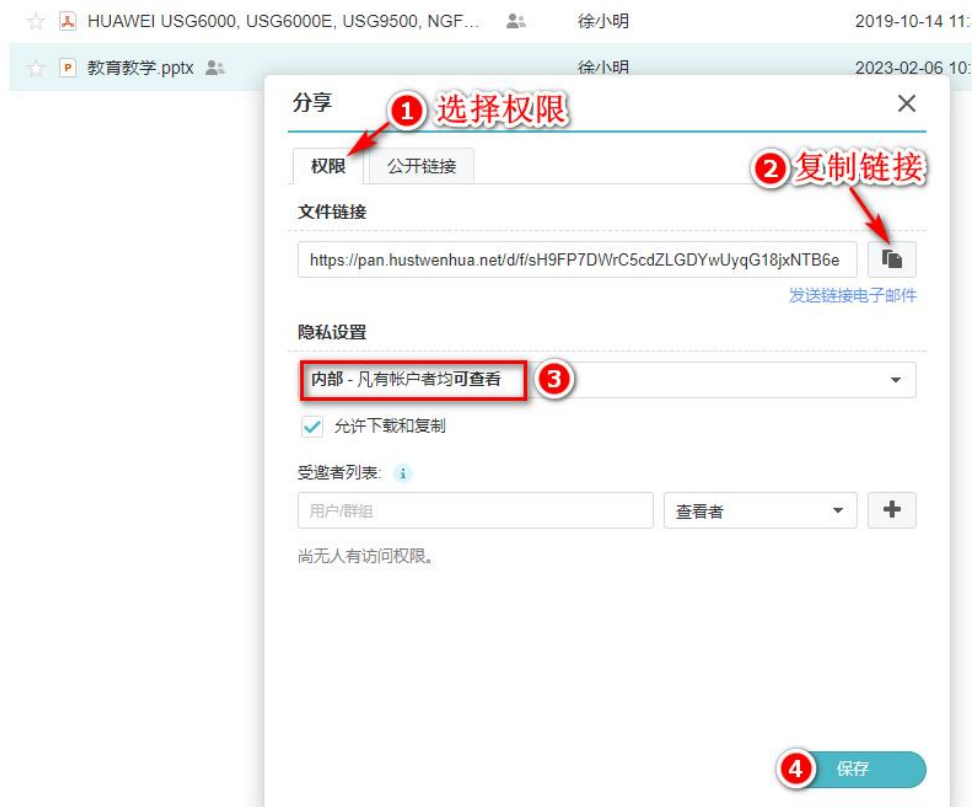 HUAWEI USG6000, USG6000E, USG9500, NGF... 徐小明 2019-10-14 11:
教育教学.pptx 徐小明 2023-02-06 10:
分享
1 选择权限
权限 公开链接
2 复制链接
文件链接
https://pan.hustwenhua.net/d/f/sH9FP7DWrC5cdZLGDYwUyqG18jxNTB6e
发送链接电子邮件
隐私设置
内部 - 凡有帐户者均可查看 3
允许下载和复制
受邀者列表: i
用户/群组 查看者
尚无人有访问权限。
4 保存